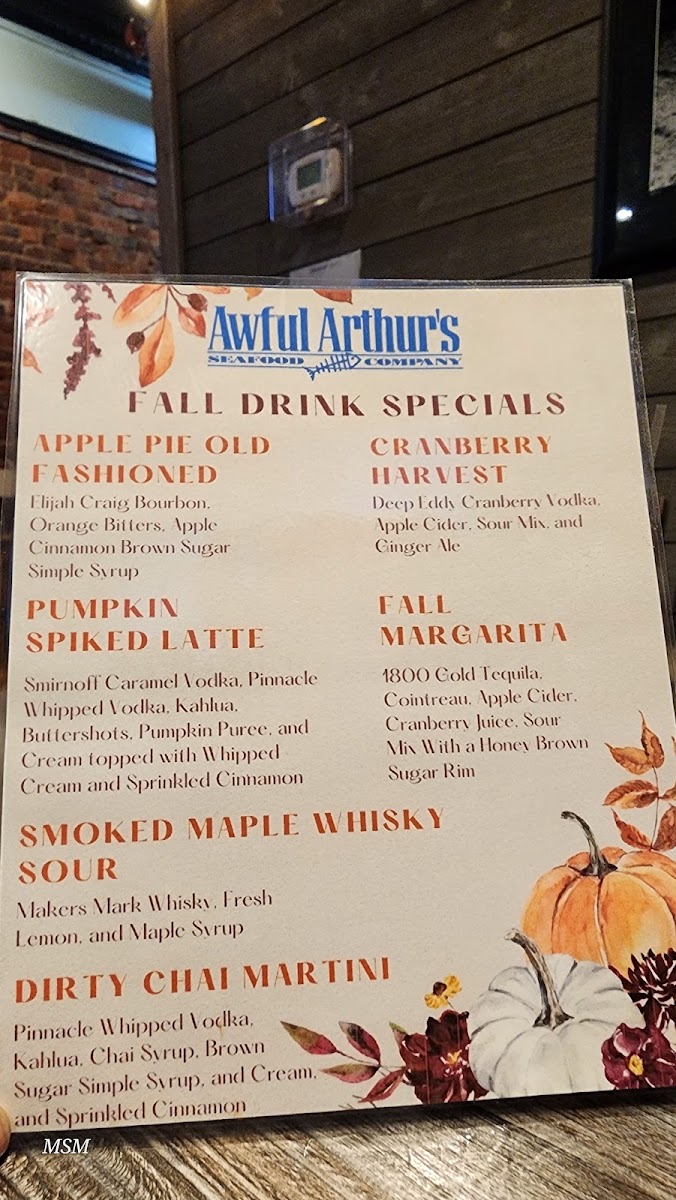 Awful Arthur's
SEAFOOD COMPANY
FALL DRINK SPECIALS
APPLE PIE OLD
FASHIONED
Elijah Craig Bourbon,
Orange Bitters, Apple
Cinnamon Brown Sugar
Simple Syrup
CRANBERRY
HARVEST
Deep Eddy Cranberry Vodka,
Apple Cider, Sour Mix, and
Ginger Ale
PUMPKIN
SPIKED LATTE
Smirnoff Caramel Vodka, Pinnacle
Whipped Vodka, Kahlua,
Buttershots, Pumpkin Puree, and
Cream topped with Whipped
Cream and Sprinkled Cinnamon
FALL
MARGARITA
1800 Gold Tequila,
Cointreau, Apple Cider,
Cranberry Juice, Sour
Mix With a Honey Brown
Sugar Rim
SMOKED MAPLE WHISKY
SOUR
Makers Mark Whisky, Fresh
Lemon, and Maple Syrup
DIRTY CHAI MARTINI
Pinnacle Whipped Vodka,
Kahlua, Chai Syrup, Brown
Sugar Simple Syrup, and Cream,
and Sprinkled Cinnamon
MSM